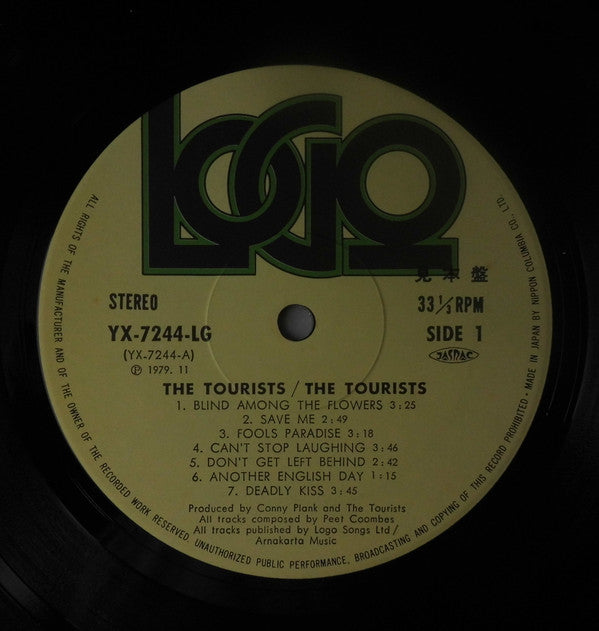 LOGO
見本盤
STEREO
33 1/3 RPM
YX-7244-LG
SIDE 1
(YX-7244-A)
JASRAC
Ⓟ 1979. 11
THE TOURISTS / THE TOURISTS
1. BLIND AMONG THE FLOWERS 3:25
2. SAVE ME 2:49
3. FOOLS PARADISE 3:18
4. CAN'T STOP LAUGHING 3:46
5. DON'T GET LEFT BEHIND 2:42
6. ANOTHER ENGLISH DAY 1:15
7. DEADLY KISS 3:45
Produced by Conny Plank and The Tourists
All tracks composed by Peet Coombes
All tracks published by Logo Songs Ltd/
Arnakarta Music
ALL RIGHTS OF THE MANUFACTURER AND OF THE OWNER OF THE RECORDED WORK RESERVED UNAUTHORIZED PUBLIC PERFORMANCE, BROADCASTING AND COPYING OF THIS RECORD PROHIBITED • MADE IN JAPAN BY NIPPON COLUMBIA CO., LTD.